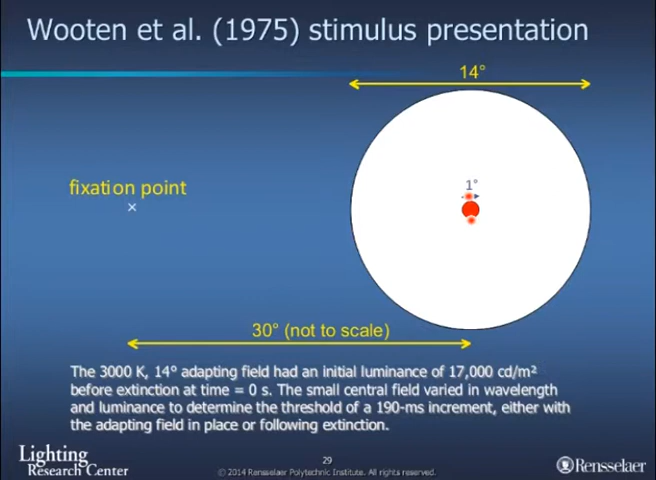 Wooten et al. (1975) stimulus presentation
14°
fixation point
×
1°
30° (not to scale)
The 3000 K, 14° adapting field had an initial luminance of 17,000 cd/m²
before extinction at time = 0 s. The small central field varied in wavelength
and luminance to determine the threshold of a 190-ms increment, either with
the adapting field in place or following extinction.
Lighting
Research Center
29
© 2014 Rensselaer Polytechnic Institute. All rights reserved.
Rensselaer